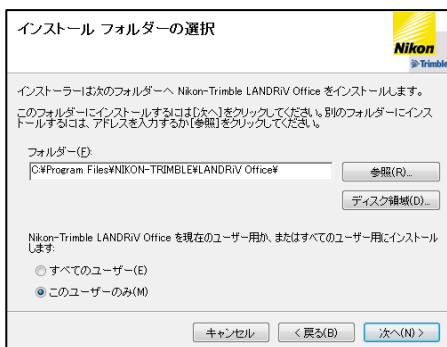 インストール フォルダーの選択
Nikon
Trimble
インストーラーは次のフォルダーへ Nikon-Trimble LANDRiV Office をインストールします。
このフォルダーにインストールするには[次へ]をクリックしてください。別のフォルダーにインス
トールするには、アドレスを入力するか[参照]をクリックしてください。
フォルダー(F):
C:¥Program Files¥NIKON-TRIMBLE¥LANDRiV Office¥
参照(R)...
ディスク領域(D)...
Nikon-Trimble LANDRiV Office を現在のユーザー用か、またはすべてのユーザー用にインストール
します:
すべてのユーザー(E)
このユーザーのみ(M)
キャンセル
< 戻る(B)
次へ(N) >